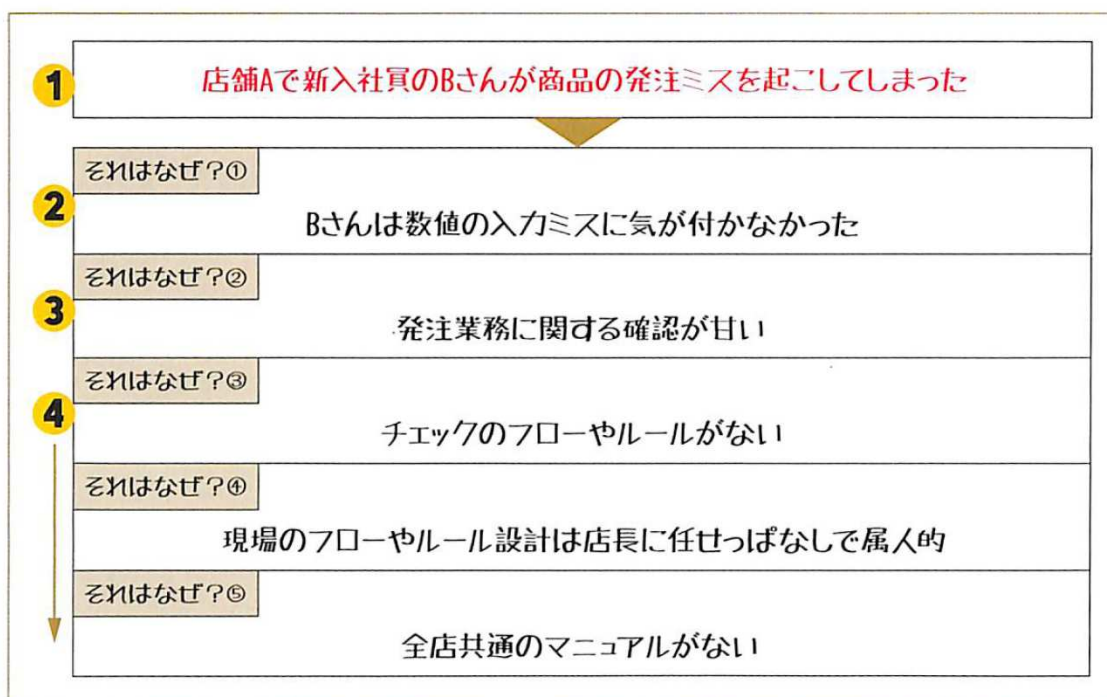 1
店舗Aで新入社員のBさんが商品の発注ミスを起こしてしまった
それはなぜ？①
2
Bさんは数値の入力ミスに気が付かなかった
それはなぜ？②
3
発注業務に関する確認が甘い
それはなぜ？③
4
チェックのフローやルールがない
それはなぜ？④
現場のフローやルール設計は店長に任せっぱなしで属人的
それはなぜ？⑤
全店共通のマニュアルがない